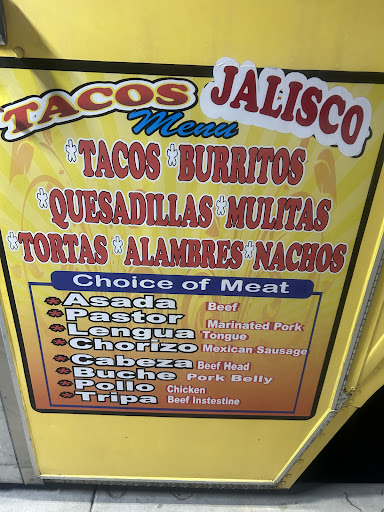 TACOS JALISCO
Menu
*TACOS *BURRITOS
*QUESADILLAS *MULITAS
*TORTAS *ALAMBRES *NACHOS
Choice of Meat
*Asada Beef
*Pastor Marinated Pork
*Lengua Tongue
*Chorizo Mexican Sausage
*Cabeza Beef Head
*Buche Pork Belly
*Pollo Chicken
*Tripa Beef Instestine